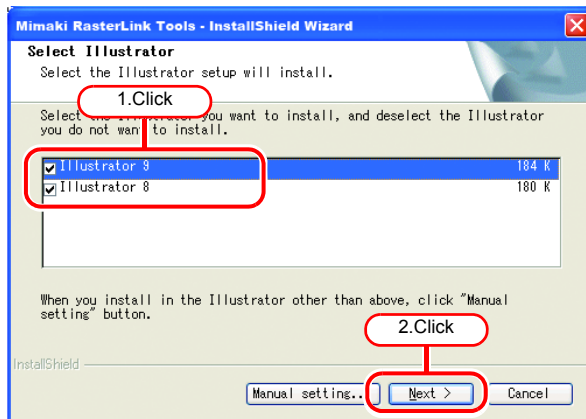 Mimaki RasterLink Tools - InstallShield Wizard
Select Illustrator
Select the Illustrator setup will install.
1.Click
Select the Illustrator you want to install, and deselect the Illustrator
you do not want to install.
Illustrator 9 184 K
Illustrator 8 180 K
When you install in the Illustrator other than above, click "Manual
setting" button.
2.Click
InstallShield
Manual setting.. Next > Cancel